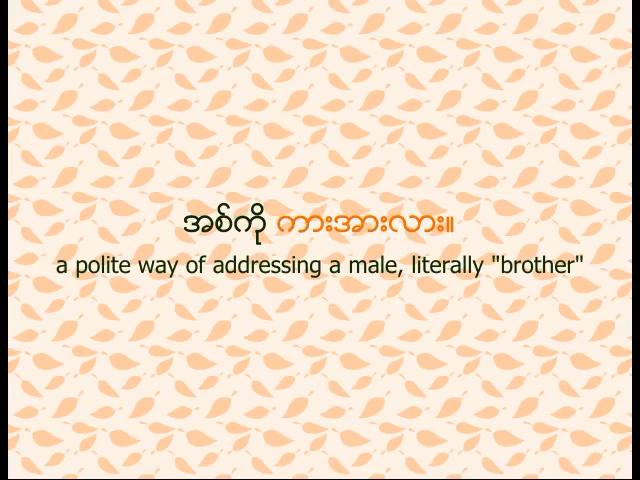 အစ်ကို ကားအားလား။
a polite way of addressing a male, literally "brother"